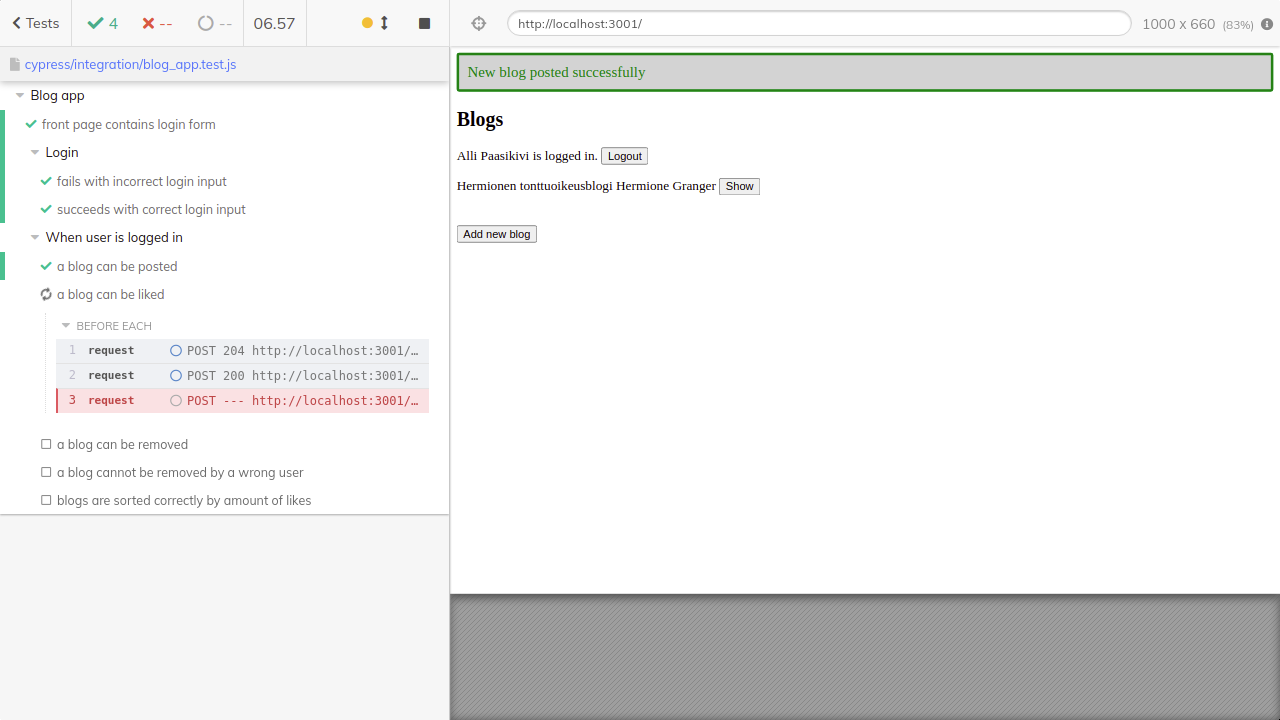 Tests 4 -- -- 06.57
http://localhost:3001/ 1000 x 660 (83%)
cypress/integration/blog_app.test.js
Blog app
front page contains login form
Login
fails with incorrect login input
succeeds with correct login input
When user is logged in
a blog can be posted
a blog can be liked
BEFORE EACH
1 request POST 204 http://localhost:3001/…
2 request POST 200 http://localhost:3001/…
3 request POST --- http://localhost:3001/…
a blog can be removed
a blog cannot be removed by a wrong user
blogs are sorted correctly by amount of likes
New blog posted successfully
Blogs
Alli Paasikivi is logged in. Logout
Hermionen tonttuoikeusblogi Hermione Granger Show
Add new blog